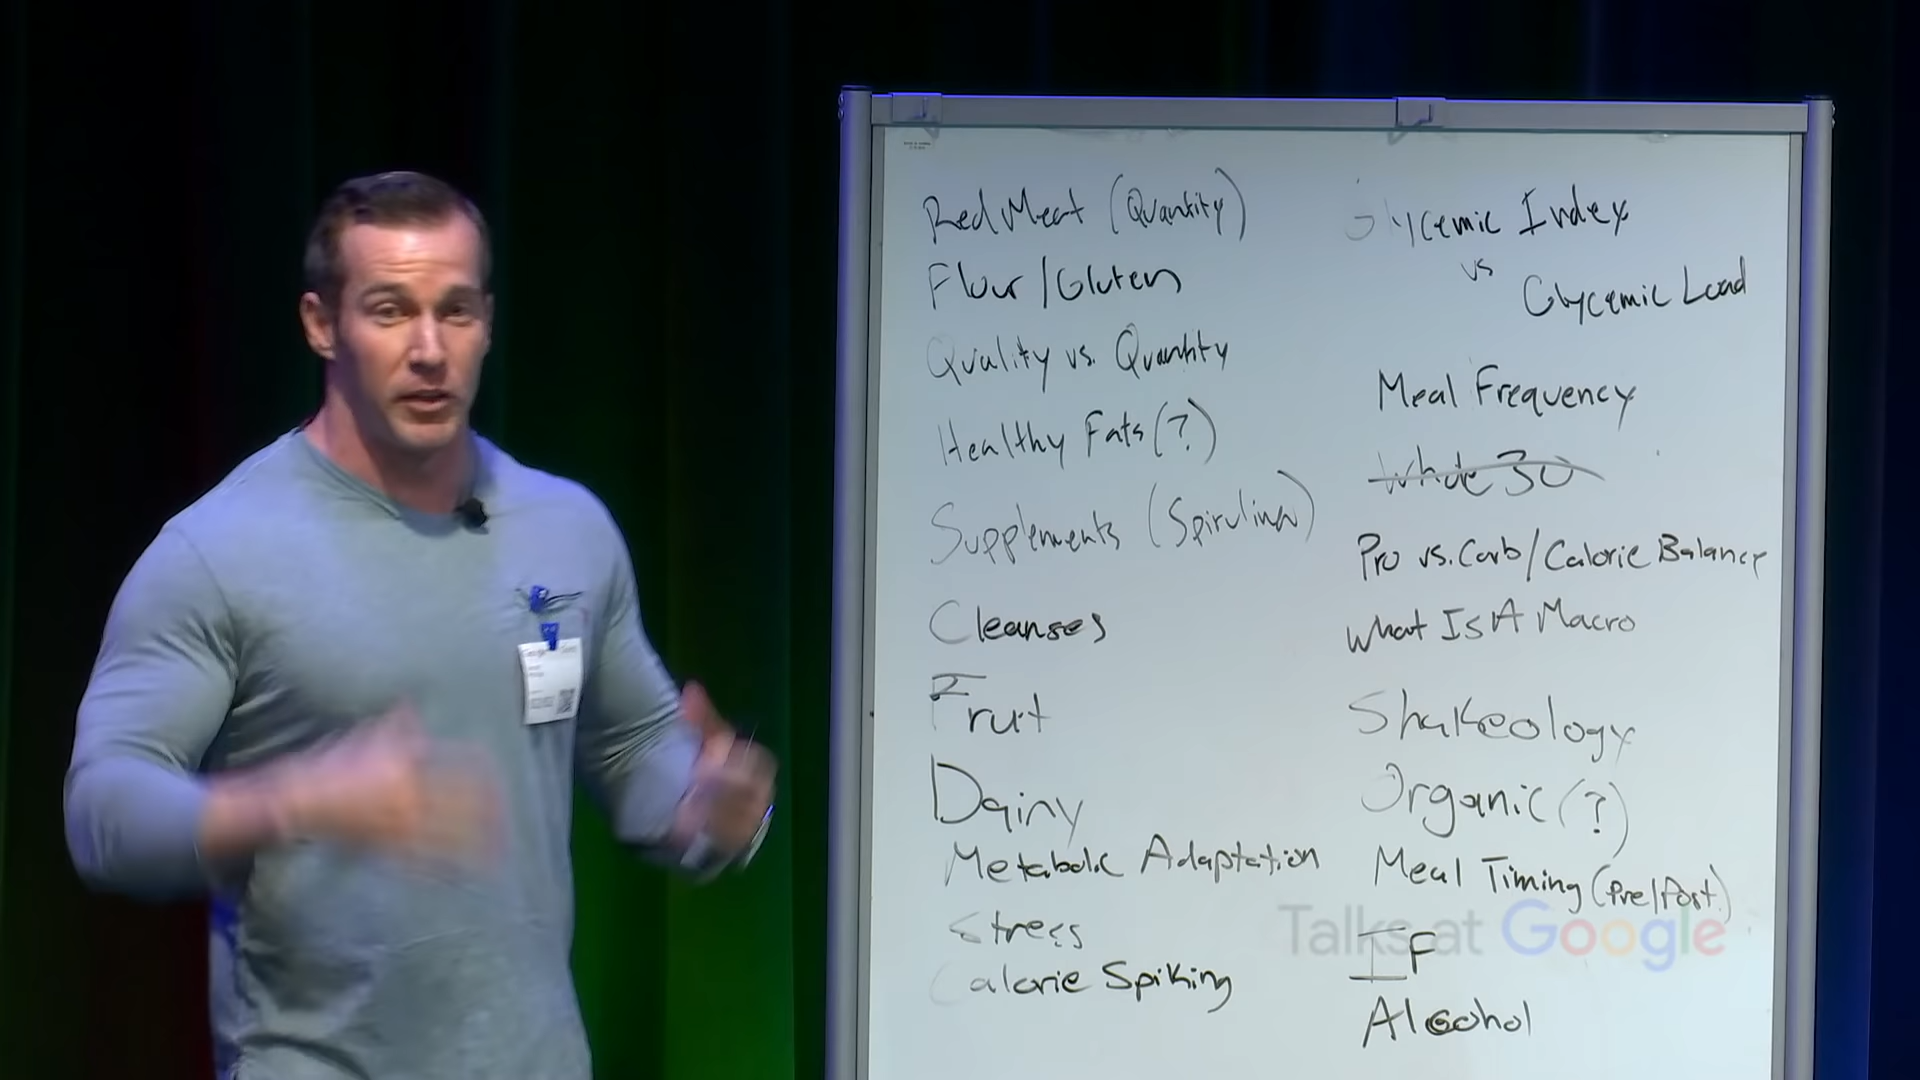 Red Meat (Quantity)
Flour/Gluten
Quality vs. Quantity
Healthy Fats (?)
Supplements (Spirulina)
Cleanses
Fruit
Dairy
Metabolic Adaptation
Stress
Calorie Spiking
Glycemic Index
vs
Glycemic Load
Meal Frequency
Whole 30
Pro vs. Carb/Calorie Balance
What Is A Macro
Shakeology
Organic (?)
Meal Timing (Pre/Post)
IF
Alcohol
Talks at Google